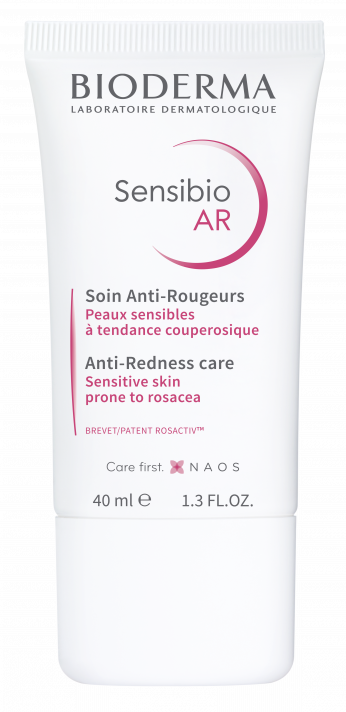 BIODERMA
LABORATOIRE DERMATOLOGIQUE
Sensibio
AR
Soin Anti-Rougeurs
Peaux sensibles
à tendance couperosique
Anti-Redness care
Sensitive skin
prone to rosacea
BREVET/PATENT ROSACTIV™
Care first. NAOS
40 ml ℮ 1.3 FL.OZ.